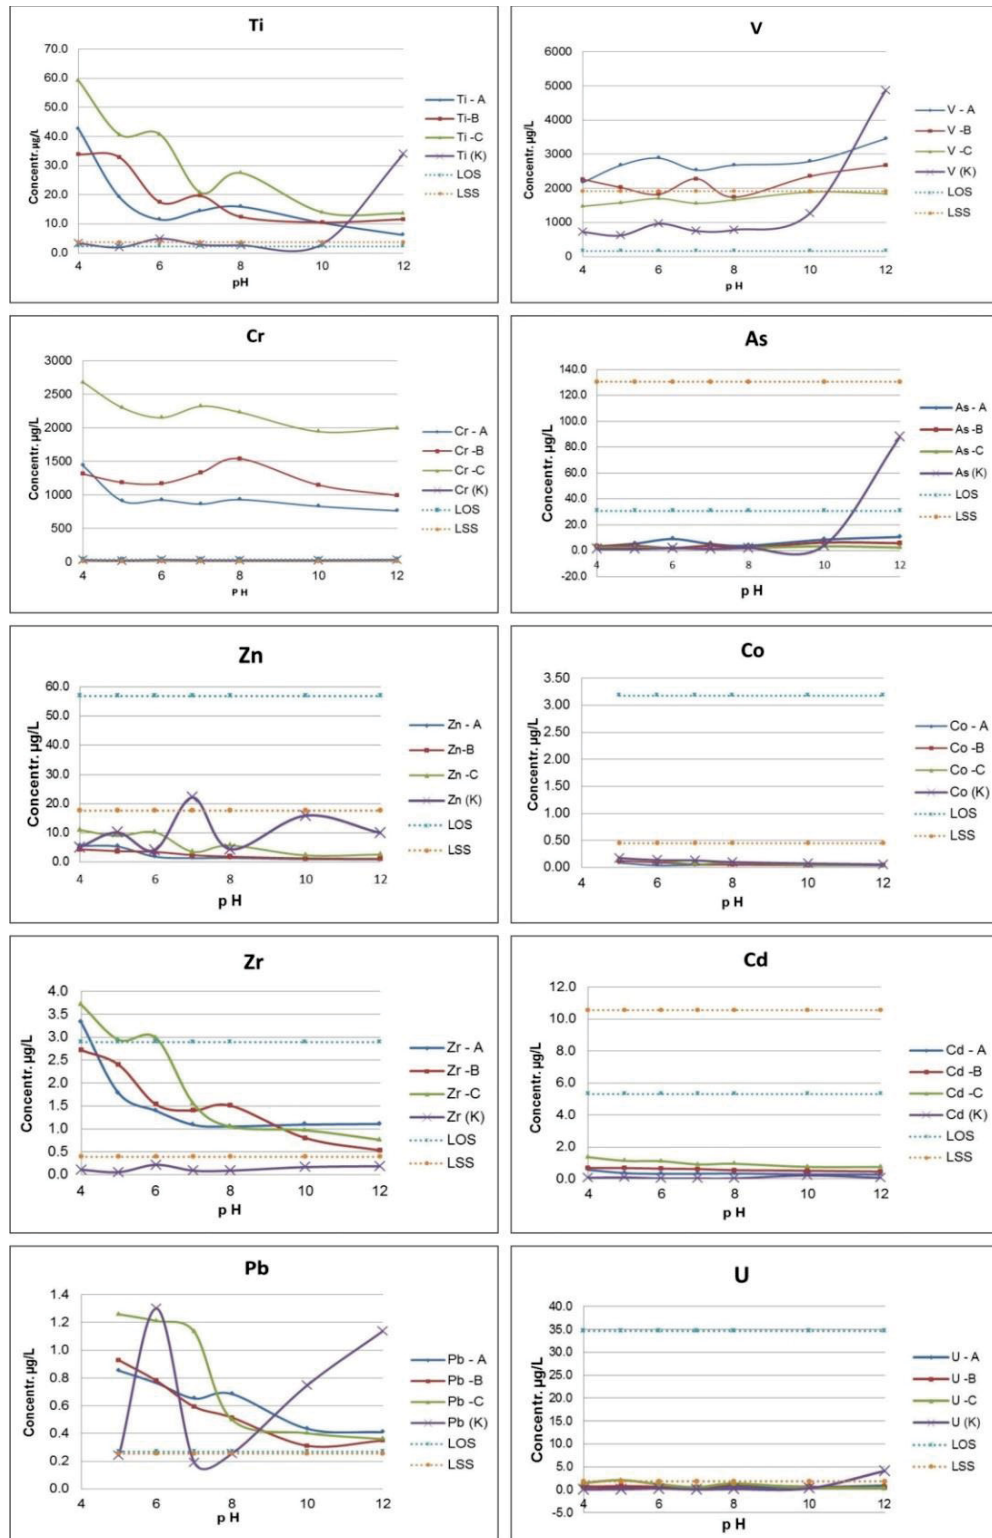 Ti
70.0
60.0
50.0
40.0
30.0
20.0
10.0
0.0
Concentr. µg/L
4 6 8 10 12
pH
Ti - A
Ti-B
Ti -C
Ti (K)
LOS
LSS
V
6000
5000
4000
3000
2000
1000
0
Concentr. µg/L
4 6 8 10 12
p H
V - A
V -B
V -C
V (K)
LOS
LSS
Cr
3000
2500
2000
1500
1000
500
0
Concentr. µg/L
4 6 8 10 12
P H
Cr - A
Cr -B
Cr -C
Cr (K)
LOS
LSS
As
140.0
120.0
100.0
80.0
60.0
40.0
20.0
0.0
-20.0
Concentr. µg/L
4 6 8 10 12
p H
As - A
As -B
As -C
As (K)
LOS
LSS
Zn
60.0
50.0
40.0
30.0
20.0
10.0
0.0
Concentr. µg/L
4 6 8 10 12
p H
Zn - A
Zn-B
Zn -C
Zn (K)
LOS
LSS
Co
3.50
3.00
2.50
2.00
1.50
1.00
0.50
0.00
Concentr. µg/L
4 6 8 10 12
p H
Co - A
Co -B
Co -C
Co (K)
LOS
LSS
Zr
4.0
3.5
3.0
2.5
2.0
1.5
1.0
0.5
0.0
Concentr. µg/L
4 6 8 10 12
p H
Zr - A
Zr -B
Zr -C
Zr (K)
LOS
LSS
Cd
12.0
10.0
8.0
6.0
4.0
2.0
0.0
Concentr. µg/L
4 6 8 10 12
p H
Cd - A
Cd -B
Cd -C
Cd (K)
LOS
LSS
Pb
1.4
1.2
1.0
0.8
0.6
0.4
0.2
0.0
Concentr. µg/L
4 6 8 10 12
p H
Pb - A
Pb -B
Pb -C
Pb (K)
LOS
LSS
U
40.0
35.0
30.0
25.0
20.0
15.0
10.0
5.0
0.0
-5.0
Concentr. µg/L
4 6 8 10 12
p H
U - A
U -B
U -C
U (K)
LOS
LSS